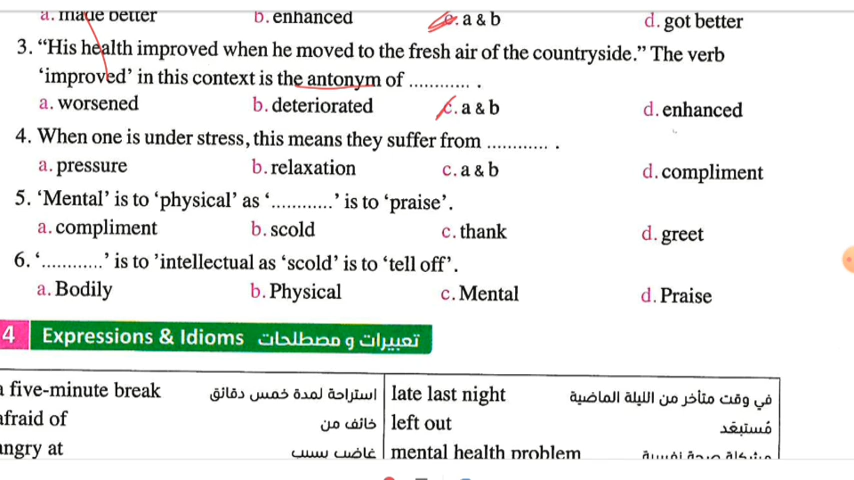 a. made better b. enhanced c. a & b d. got better
3. “His health improved when he moved to the fresh air of the countryside.” The verb
‘improved’ in this context is the antonym of ............ .
a. worsened b. deteriorated c. a & b d. enhanced
4. When one is under stress, this means they suffer from ............ .
a. pressure b. relaxation c. a & b d. compliment
5. ‘Mental’ is to ‘physical’ as ‘............’ is to ‘praise’.
a. compliment b. scold c. thank d. greet
6. ‘............’ is to ’intellectual as ‘scold’ is to ‘tell off’.
a. Bodily b. Physical c. Mental d. Praise
4 Expressions & Idioms تعبيرات و مصطلحات
a five-minute break استراحة لمدة خمس دقائق late last night في وقت متأخر من الليلة الماضية
afraid of خائف من left out مُستبعَد
angry at غاضب بسبب mental health problem